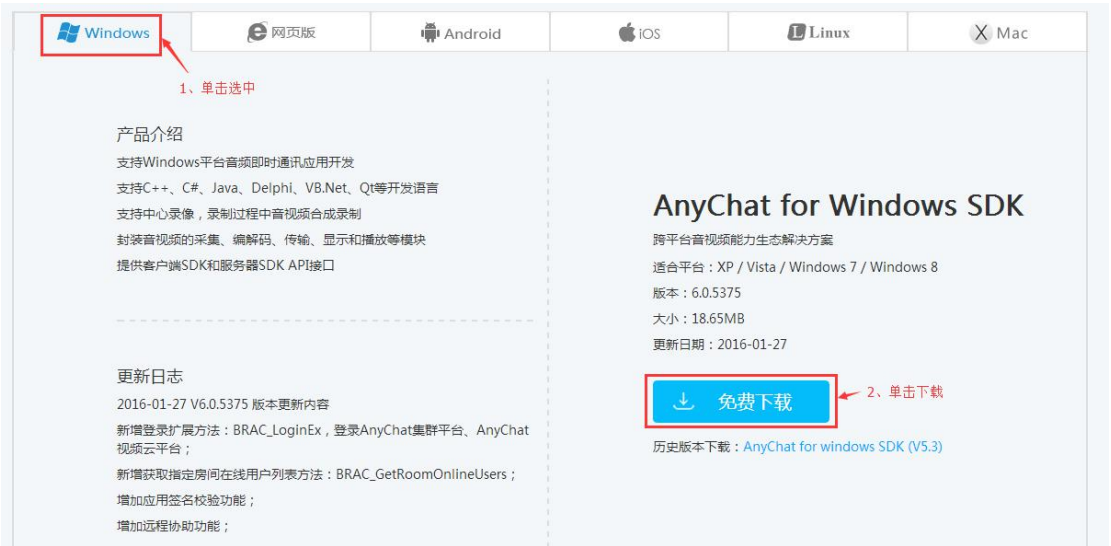 Windows
网页版
Android
iOS
Linux
Mac
1、单击选中
产品介绍
支持Windows平台音频即时通讯应用开发
支持C++、C#、Java、Delphi、VB.Net、Qt等开发语言
支持中心录像，录制过程中音视频合成录制
封装音视频的采集、编解码、传输、显示和播放等模块
提供客户端SDK和服务器SDK API接口
更新日志
2016-01-27 V6.0.5375 版本更新内容
新增登录扩展方法：BRAC_LoginEx，登录AnyChat集群平台、AnyChat
视频云平台；
新增获取指定房间在线用户列表方法：BRAC_GetRoomOnlineUsers；
增加应用签名校验功能；
增加远程协助功能；
AnyChat for Windows SDK
跨平台音视频能力生态解决方案
适合平台：XP / Vista / Windows 7 / Windows 8
版本：6.0.5375
大小：18.65MB
更新日期：2016-01-27
免费下载
2、单击下载
历史版本下载：AnyChat for windows SDK (V5.3)